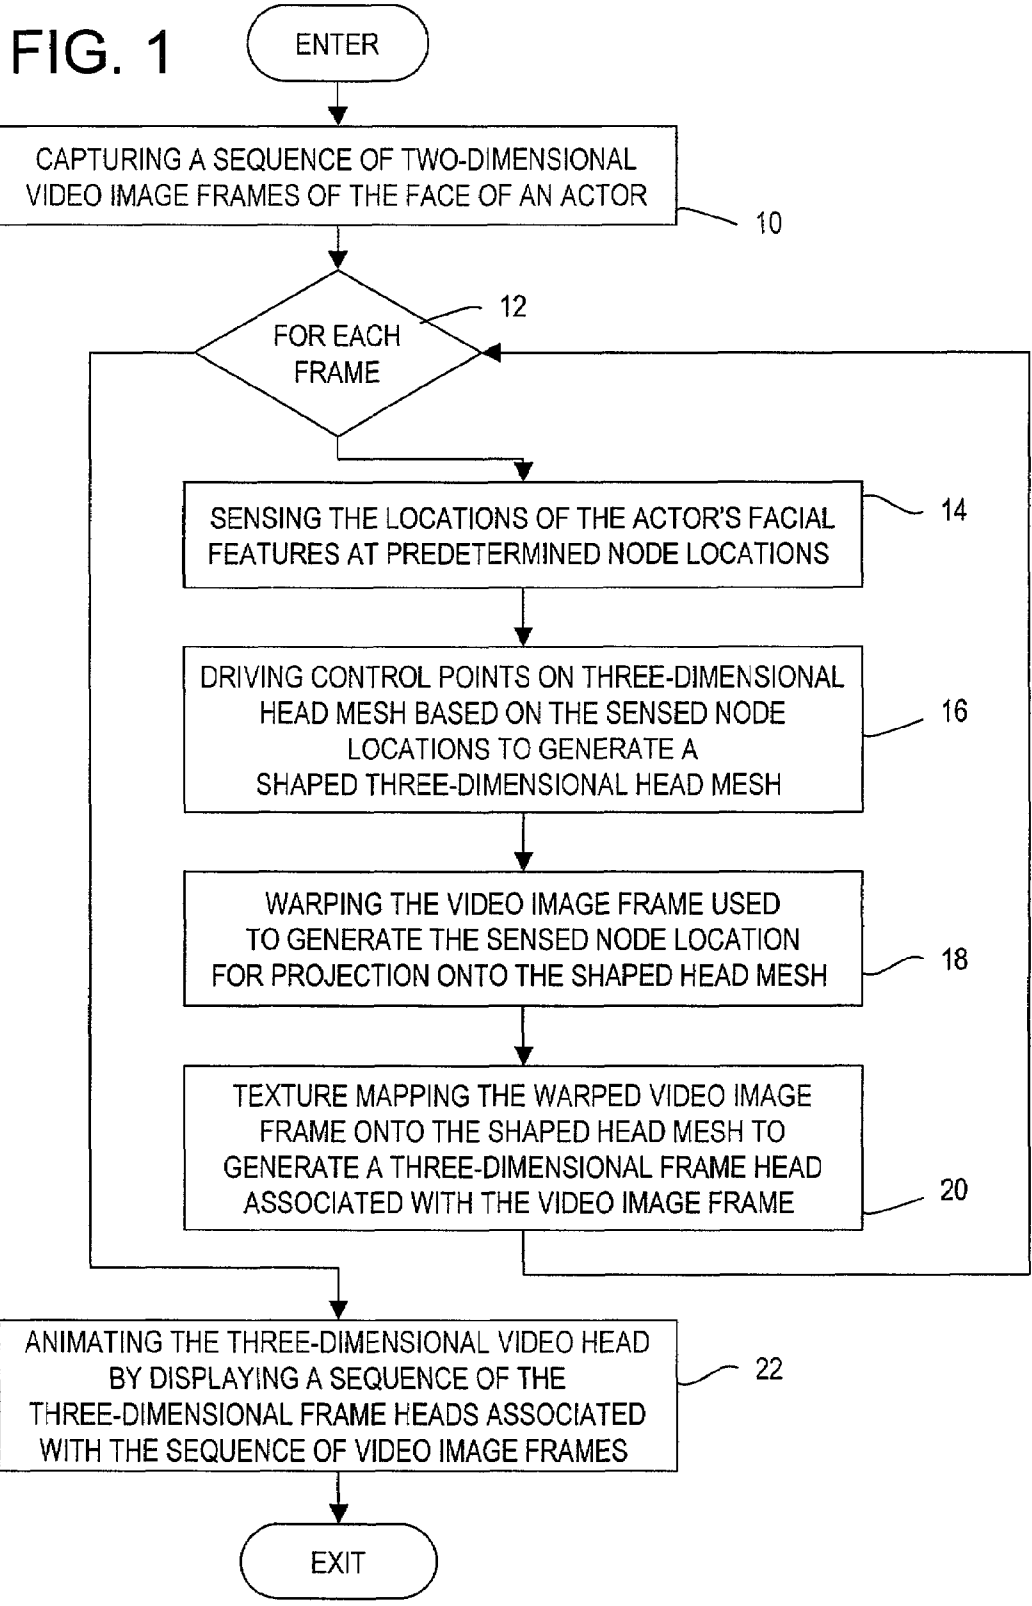 FIG. 1
ENTER
CAPTURING A SEQUENCE OF TWO-DIMENSIONAL
VIDEO IMAGE FRAMES OF THE FACE OF AN ACTOR
10
12
FOR EACH
FRAME
SENSING THE LOCATIONS OF THE ACTOR'S FACIAL
FEATURES AT PREDETERMINED NODE LOCATIONS
14
DRIVING CONTROL POINTS ON THREE-DIMENSIONAL
HEAD MESH BASED ON THE SENSED NODE
LOCATIONS TO GENERATE A
SHAPED THREE-DIMENSIONAL HEAD MESH
16
WARPING THE VIDEO IMAGE FRAME USED
TO GENERATE THE SENSED NODE LOCATION
FOR PROJECTION ONTO THE SHAPED HEAD MESH
18
TEXTURE MAPPING THE WARPED VIDEO IMAGE
FRAME ONTO THE SHAPED HEAD MESH TO
GENERATE A THREE-DIMENSIONAL FRAME HEAD
ASSOCIATED WITH THE VIDEO IMAGE FRAME
20
ANIMATING THE THREE-DIMENSIONAL VIDEO HEAD
BY DISPLAYING A SEQUENCE OF THE
THREE-DIMENSIONAL FRAME HEADS ASSOCIATED
WITH THE SEQUENCE OF VIDEO IMAGE FRAMES
22
EXIT